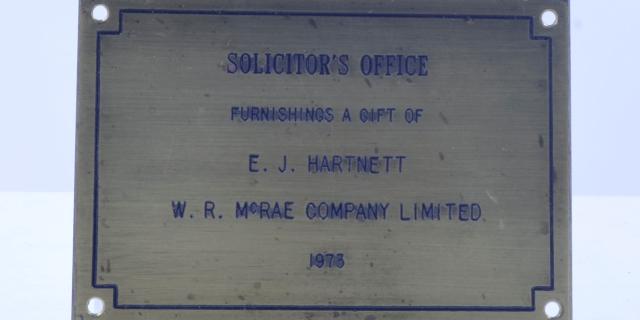 SOLICITOR'S OFFICE
FURNISHINGS A GIFT OF
E. J. HARTNETT
W. R. McRAE COMPANY LIMITED
1973